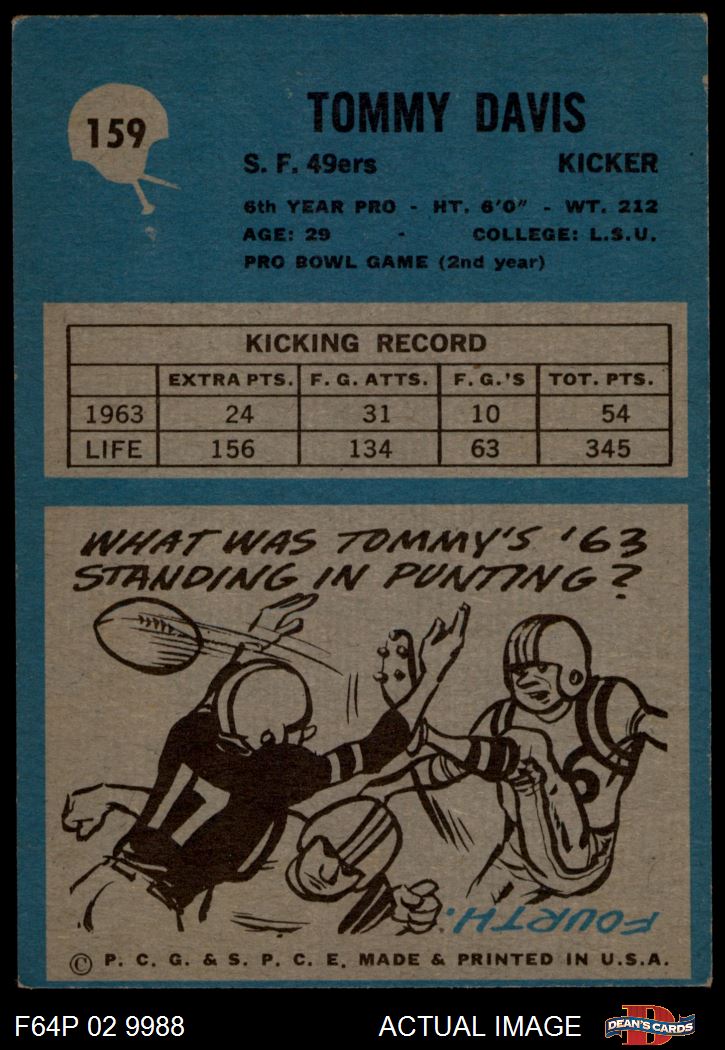 159
TOMMY DAVIS
S. F. 49ers KICKER
6th YEAR PRO - HT. 6'0" - WT. 212
AGE: 29 - COLLEGE: L.S.U.
PRO BOWL GAME (2nd year)
KICKING RECORD
EXTRA PTS. F. G. ATTS. F. G.'S TOT. PTS.
1963 24 31 10 54
LIFE 156 134 63 345
WHAT WAS TOMMY'S '63
STANDING IN PUNTING?
17
FOURTH.
© P. C. G. & S. P. C. E. MADE & PRINTED IN U.S.A.
F64P 02 9988 ACTUAL IMAGE D DEAN'S CARDS